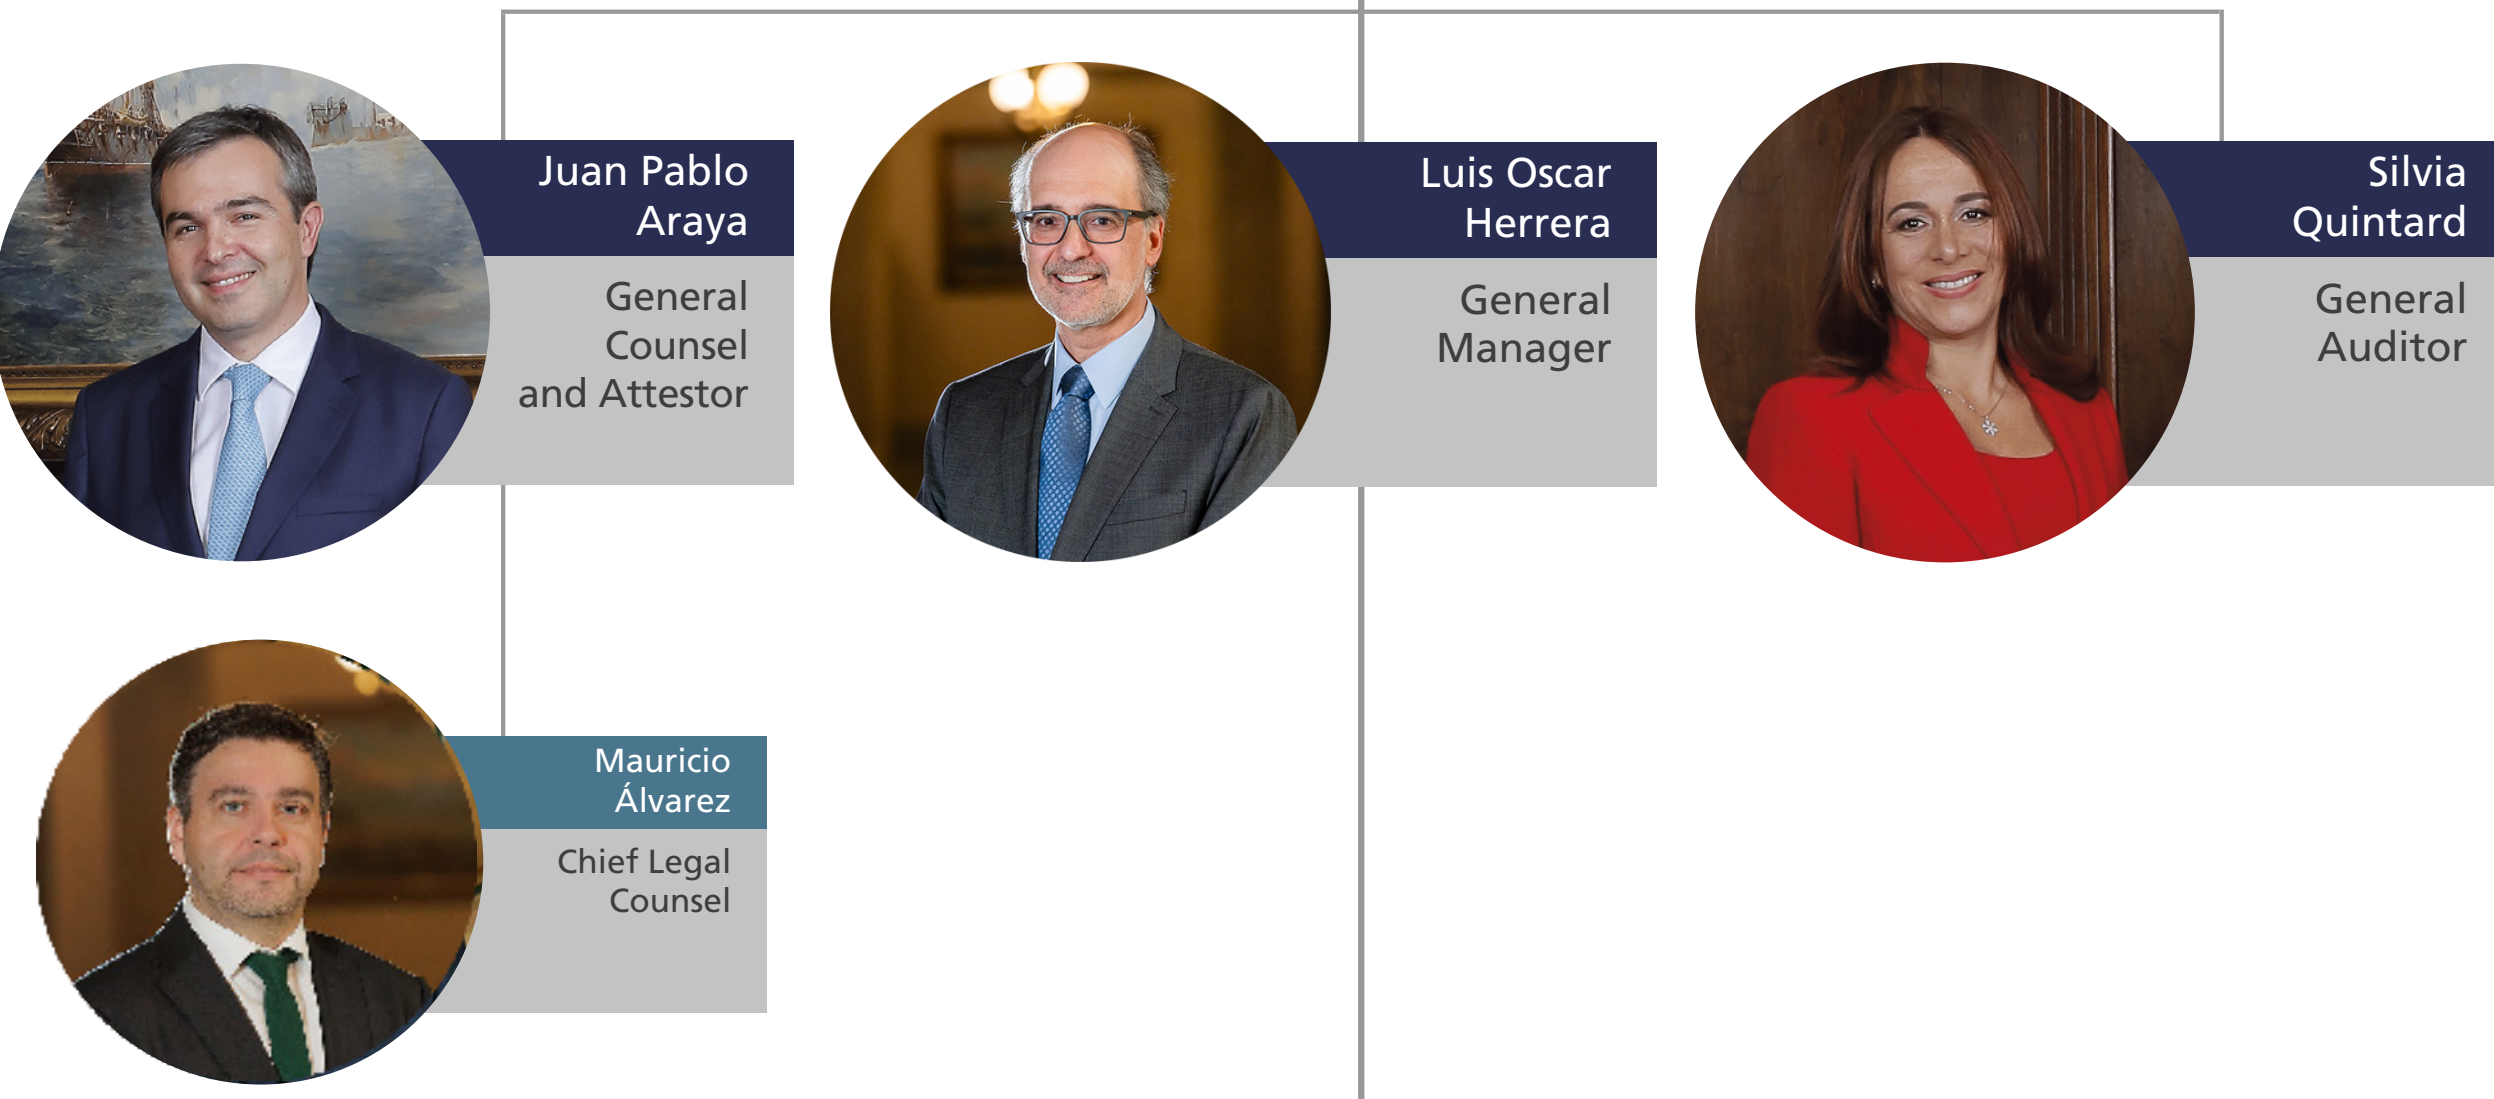 Juan Pablo
Araya
General
Counsel
and Attestor
Luis Oscar
Herrera
General
Manager
Silvia
Quintard
General
Auditor
Mauricio
Álvarez
Chief Legal
Counsel